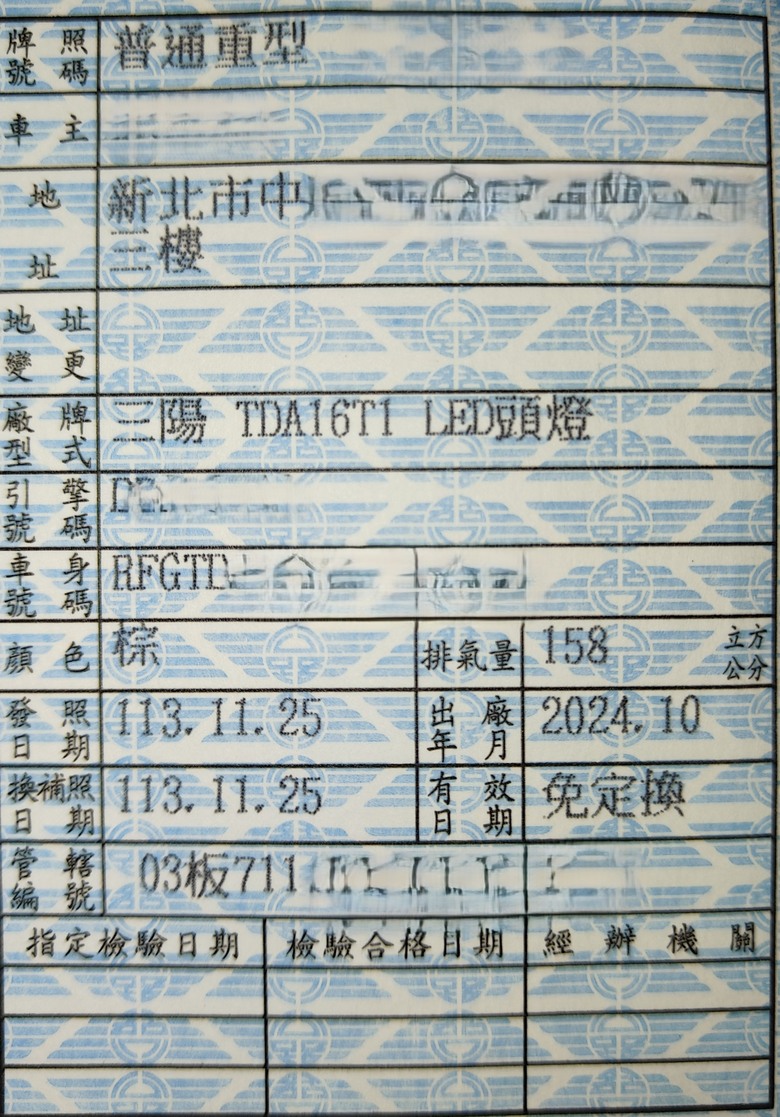 牌照號碼 普通重型
車主
地址 新北市中
三樓
地址變更
廠牌型式 三陽 TDA16T1 LED頭燈
引擎號碼
車身號碼 RFGTD
顏色 棕 排氣量 158 立方公分
發照日期 113.11.25 出廠年月 2024.10
換補照日期 113.11.25 有效日期 免定換
管轄編號 03板711
指定檢驗日期 檢驗合格日期 經辦機關